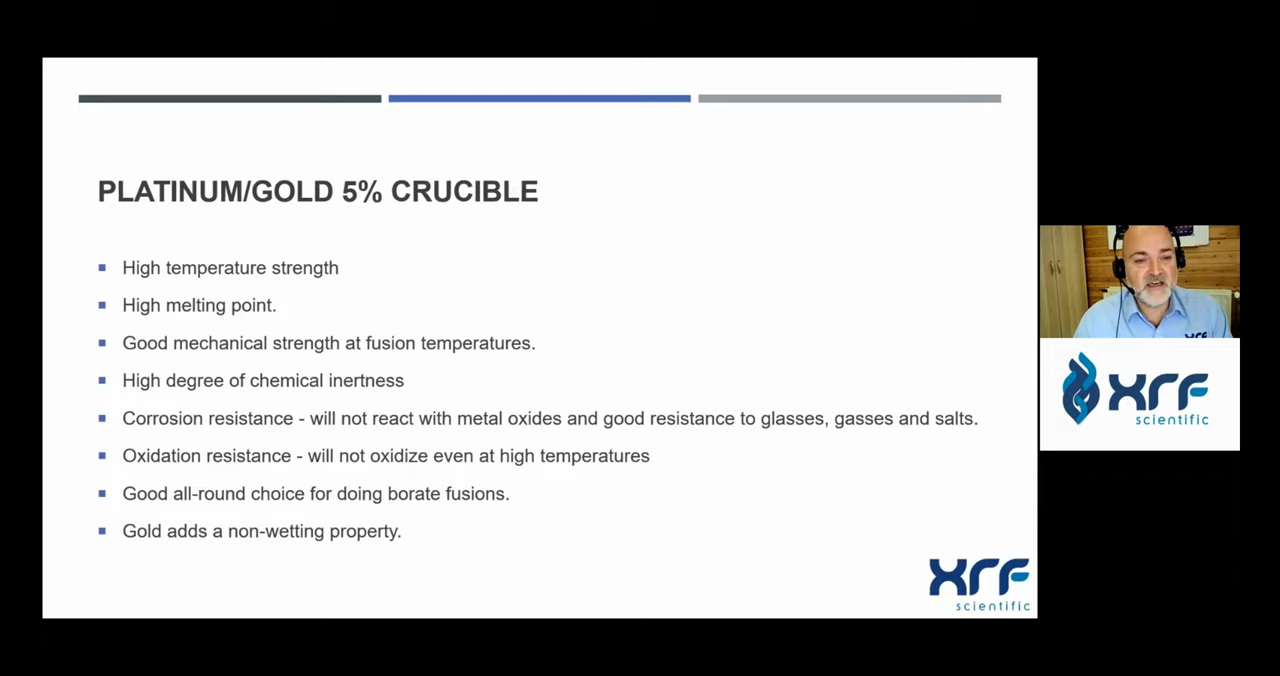 PLATINUM/GOLD 5% CRUCIBLE
High temperature strength
High melting point.
Good mechanical strength at fusion temperatures.
High degree of chemical inertness
Corrosion resistance - will not react with metal oxides and good resistance to glasses, gasses and salts.
Oxidation resistance - will not oxidize even at high temperatures
Good all-round choice for doing borate fusions.
Gold adds a non-wetting property.
xrf
scientific
xrf
xrf
scientific